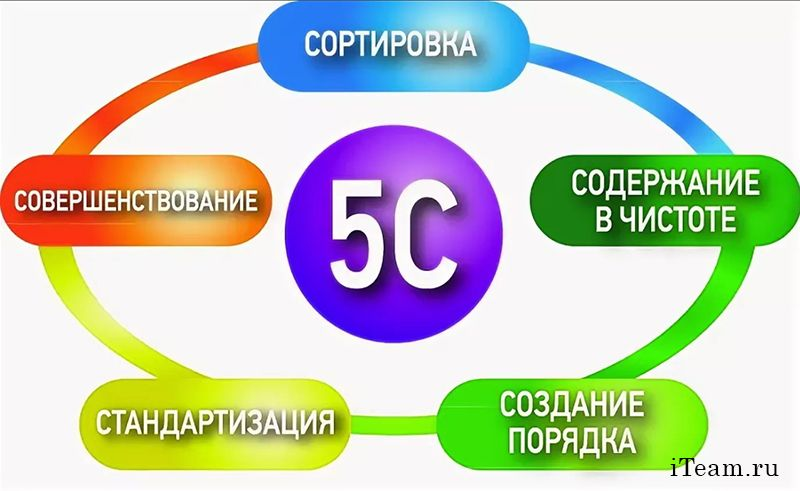 СОРТИРОВКА
СОДЕРЖАНИЕ
В ЧИСТОТЕ
СОЗДАНИЕ
ПОРЯДКА
СТАНДАРТИЗАЦИЯ
СОВЕРШЕНСТВОВАНИЕ
5С
iTeam.ru